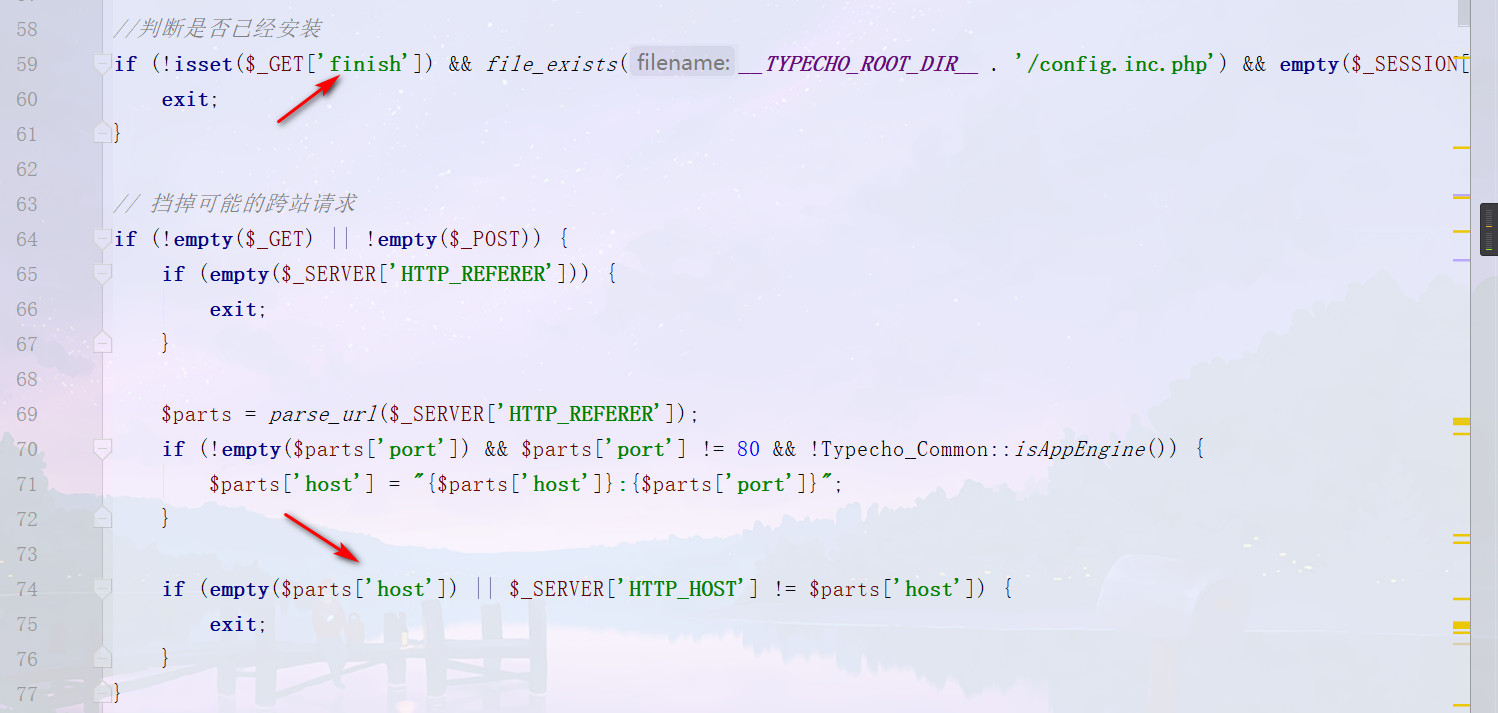 58 //判断是否已经安装
59 if (!isset($_GET['finish']) && file_exists( filename: __TYPECHO_ROOT_DIR__ . '/config.inc.php') && empty($_SESSION[
60 exit;
61 }
62
63 // 挡掉可能的跨站请求
64 if (!empty($_GET) || !empty($_POST)) {
65 if (empty($_SERVER['HTTP_REFERER'])) {
66 exit;
67 }
68
69 $parts = parse_url($_SERVER['HTTP_REFERER']);
70 if (!empty($parts['port']) && $parts['port'] != 80 && !Typecho_Common::isAppEngine()) {
71 $parts['host'] = "{$parts['host']}:{$parts['port']}";
72 }
73
74 if (empty($parts['host']) || $_SERVER['HTTP_HOST'] != $parts['host']) {
75 exit;
76 }
77 }